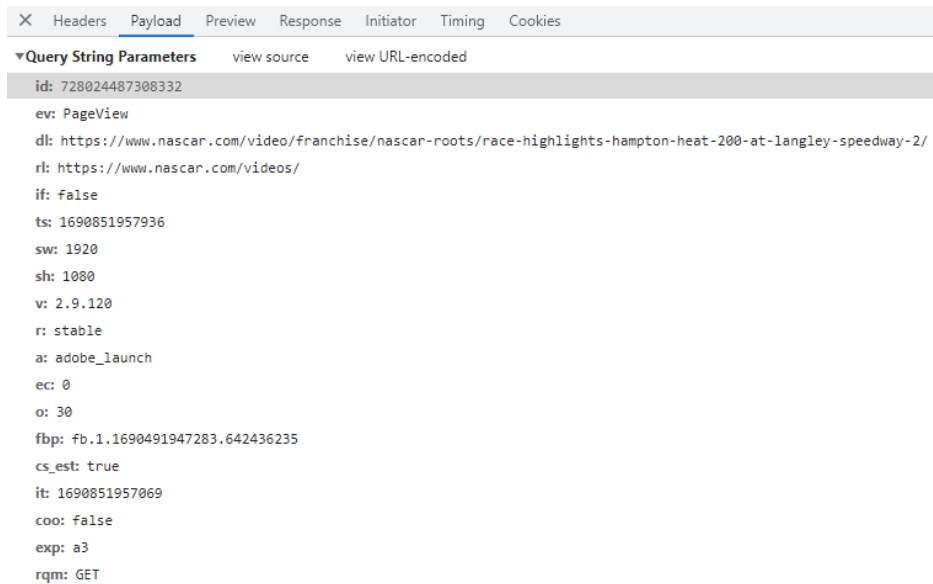 Headers Payload Preview Response Initiator Timing Cookies
Query String Parameters view source view URL-encoded
id: 728024487308332
ev: PageView
dl: https://www.nascar.com/video/franchise/nascar-roots/race-highlights-hampton-heat-200-at-langley-speedway-2/
rl: https://www.nascar.com/videos/
if: false
ts: 1690851957936
sw: 1920
sh: 1080
v: 2.9.120
r: stable
a: adobe_launch
ec: 0
o: 30
fbp: fb.1.1690491947283.642436235
cs_est: true
it: 1690851957069
coo: false
exp: a3
rqm: GET